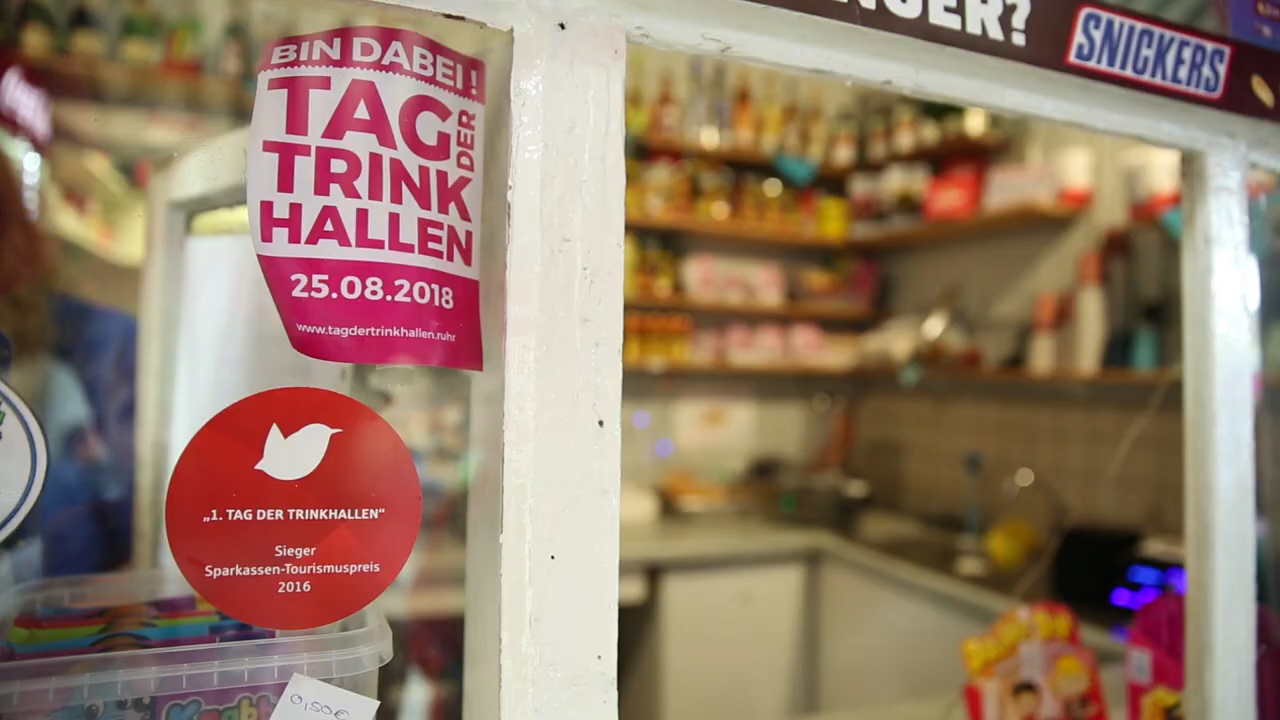 BIN DABEI!
TAG DER
TRINK
HALLEN
25.08.2018
www.tagdertrinkhallen.ruhr
„1. TAG DER TRINKHALLEN“
Sieger
Sparkassen-Tourismuspreis
2016
0,50€
SNICKERS